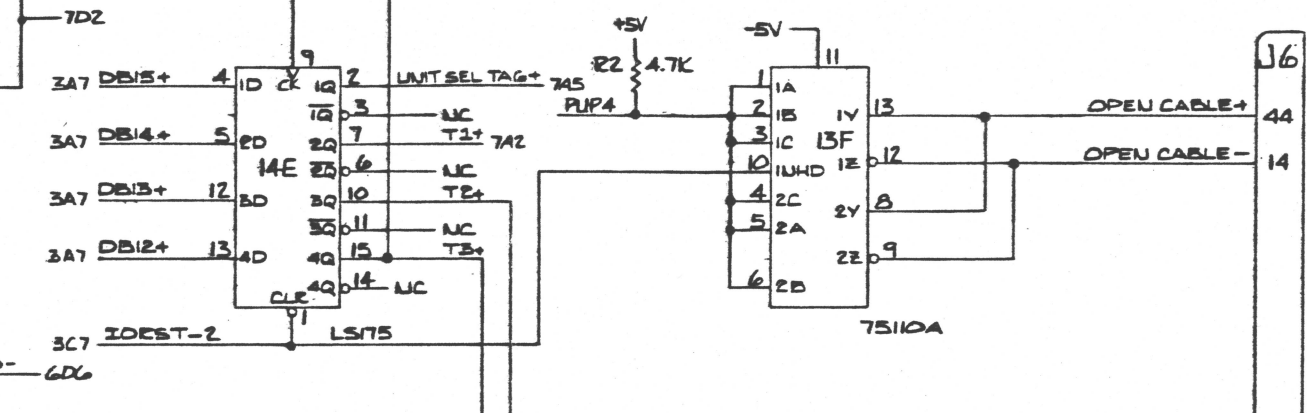 7D2
+5V
-5V
J6
9
11
R2 4.7K
3A7 DB15+ 4 1D CK 1Q 2 UNIT SEL TAG+ 7A5
1 1A
1Q 3 NC
PUP4 2 1B 1Y 13 OPEN CABLE+ 44
3A7 DB14+ 5 2D 2Q 7 T1+ 7A2
3 1C 13F
14E 2Q 6 NC
10 INHD 1Z 12 OPEN CABLE- 14
3A7 DB13+ 12 3D 3Q 10 T2+
4 2C 2Y 8
3Q 11 NC
5 2A
3A7 DB12+ 13 4D 4Q 15 T3+
2Z 9
4Q 14 NC
6 2B
CLR
1
75110A
3C7 IORST-2 LS175
6D6